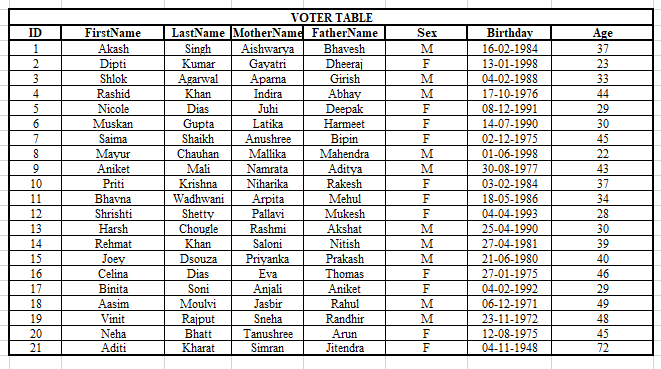 VOTER TABLE
ID FirstName LastName MotherName FatherName Sex Birthday Age
1 Akash Singh Aishwarya Bhavesh M 16-02-1984 37
2 Dipti Kumar Gayatri Dheeraj F 13-01-1998 23
3 Shlok Agarwal Aparna Girish M 04-02-1988 33
4 Rashid Khan Indira Abhay M 17-10-1976 44
5 Nicole Dias Juhi Deepak F 08-12-1991 29
6 Muskan Gupta Latika Harmeet F 14-07-1990 30
7 Saima Shaikh Anushree Bipin F 02-12-1975 45
8 Mayur Chauhan Mallika Mahendra M 01-06-1998 22
9 Aniket Mali Namrata Aditya M 30-08-1977 43
10 Priti Krishna Niharika Rakesh F 03-02-1984 37
11 Bhavna Wadhwani Arpita Mehul F 18-05-1986 34
12 Shrishti Shetty Pallavi Mukesh F 04-04-1993 28
13 Harsh Chougle Rashmi Akshat M 25-04-1990 30
14 Rehmat Khan Saloni Nitish M 27-04-1981 39
15 Joey Dsouza Priyanka Prakash M 21-06-1980 40
16 Celina Dias Eva Thomas F 27-01-1975 46
17 Binita Soni Anjali Aniket F 04-02-1992 29
18 Aasim Moulvi Jasbir Rahul M 06-12-1971 49
19 Vinit Rajput Sneha Randhir M 23-11-1972 48
20 Neha Bhatt Tanushree Arun F 12-08-1975 45
21 Aditi Kharat Simran Jitendra F 04-11-1948 72